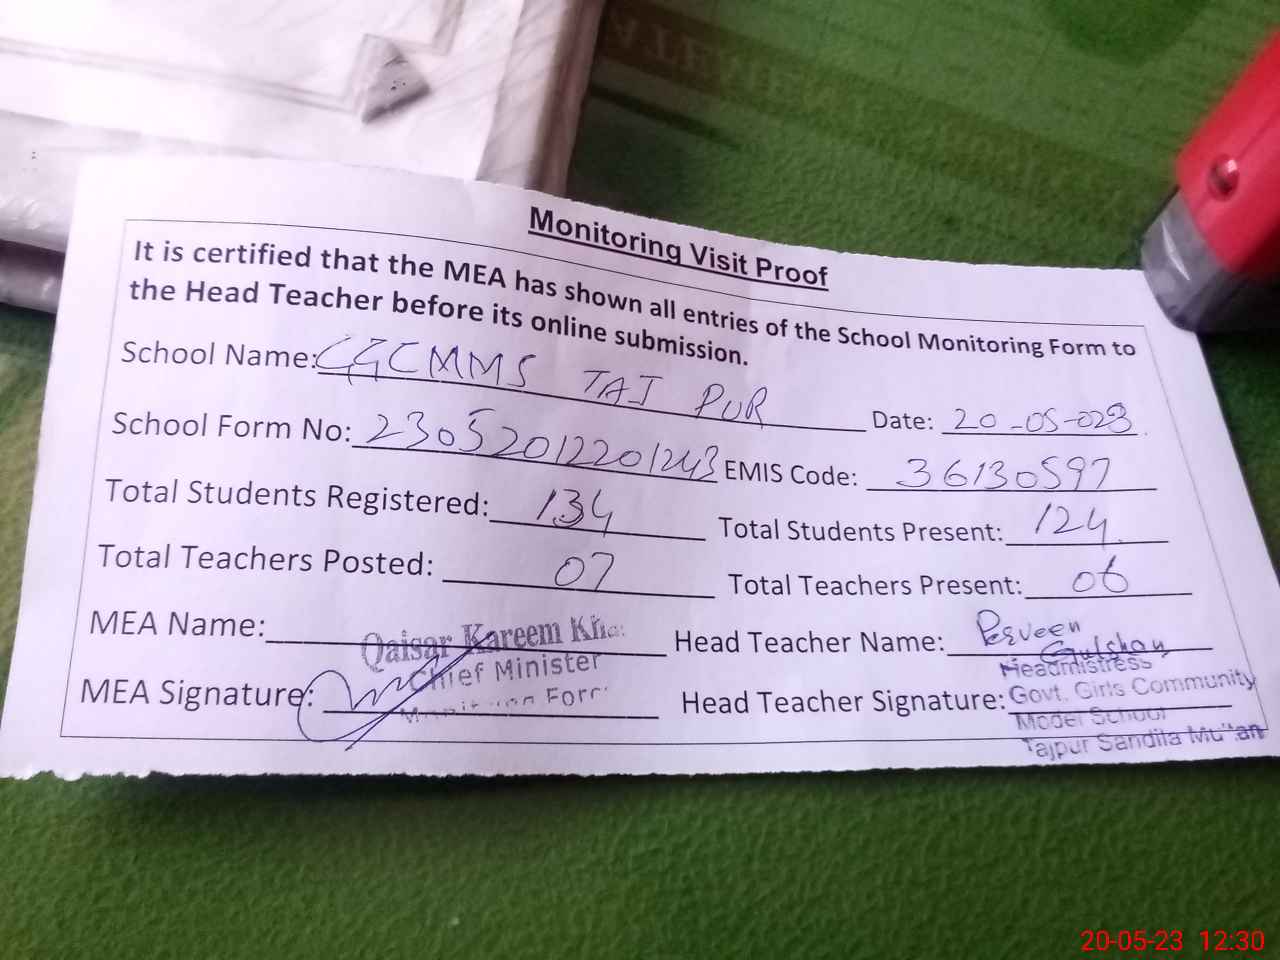 Monitoring Visit Proof
It is certified that the MEA has shown all entries of the School Monitoring Form to
the Head Teacher before its online submission.
School Name: GGCMMS TAJ PUR
Date: 20-05-023
School Form No: 230520122201243
EMIS Code: 36130597
Total Students Registered: 134
Total Students Present: 124
Total Teachers Posted: 07
Total Teachers Present: 06
MEA Name: Qaisar Kareem
Head Teacher Name: Perveen
Gulshan
Chief Minister
MEA Signature:
Headmistress
Head Teacher Signature: Govt. Girls Community
Model School
Tajpur Sandila Multan
20-05-23 12:30